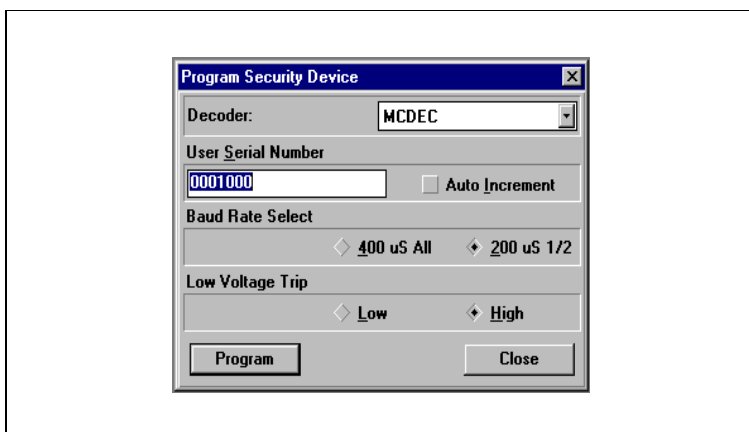 Program Security Device
Decoder: MCDEC
User Serial Number
0001000 Auto Increment
Baud Rate Select
400 uS All 200 uS 1/2
Low Voltage Trip
Low High
Program Close